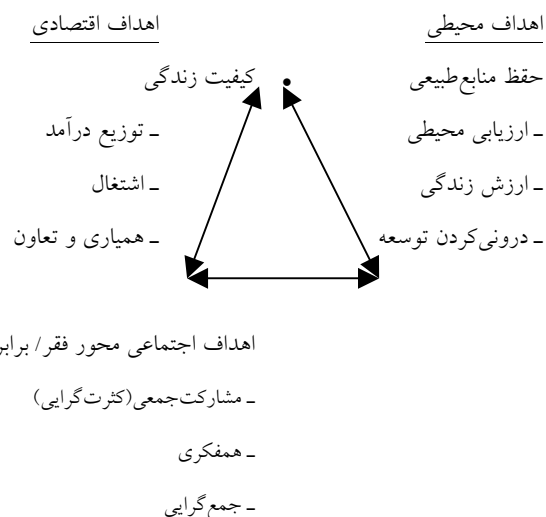 اهداف محیطی
حفظ منابع‌طبیعی
ـ ارزیابی محیطی
ـ ارزش زندگی
ـ درونی‌کردن توسعه
اهداف اقتصادی
کیفیت زندگی
ـ توزیع درآمد
ـ اشتغال
ـ همیاری و تعاون
اهداف اجتماعی محور فقر/
ـ مشارکت‌جمعی(کثرت‌گرایی)
ـ همفکری
ـ جمع‌گرایی